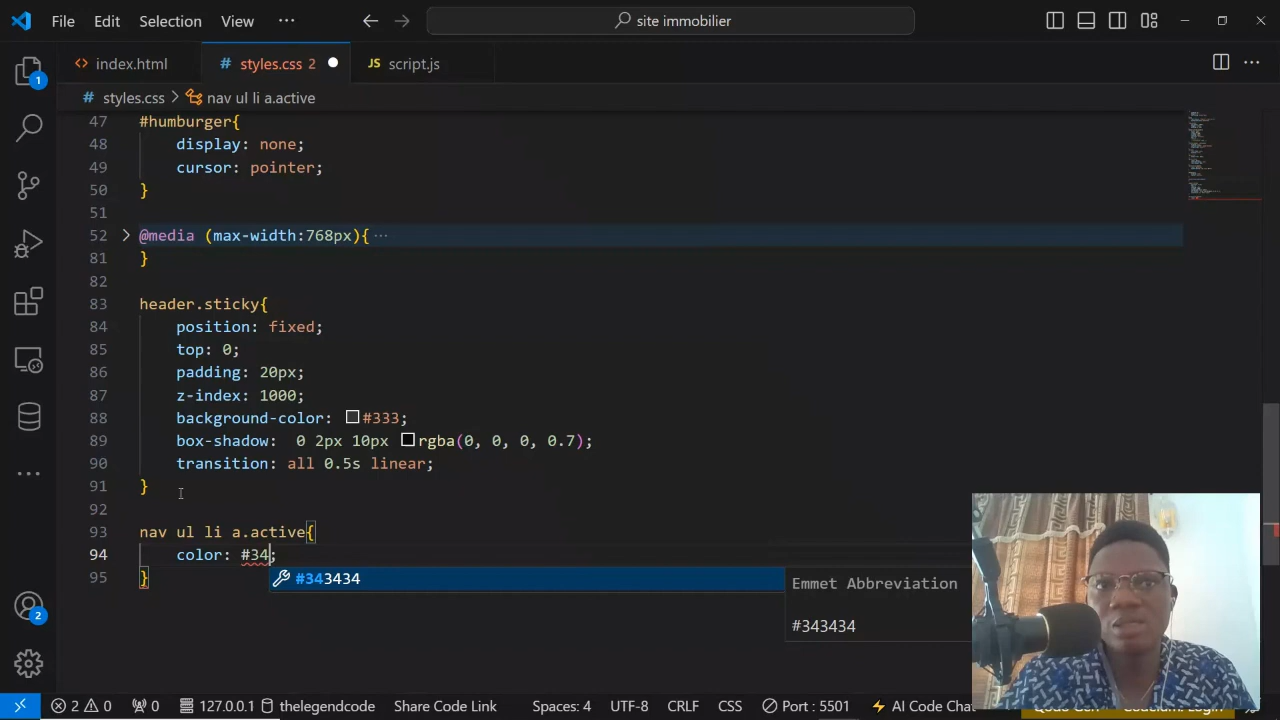 File Edit Selection View ··· site immobilier
index.html styles.css 2 JS script.js
# styles.css > nav ul li a.active
47 #humburger{
48 display: none;
49 cursor: pointer;
50 }
51
52 @media (max-width:768px){ ···
81 }
82
83 header.sticky{
84 position: fixed;
85 top: 0;
86 padding: 20px;
87 z-index: 1000;
88 background-color: #333;
89 box-shadow: 0 2px 10px rgba(0, 0, 0, 0.7);
90 transition: all 0.5s linear;
91 }
92
93 nav ul li a.active{
94 color: #34;
95 }
#343434
Emmet Abbreviation
#343434
1
2
2 0 0 127.0.0.1 thelegendcode Share Code Link Spaces: 4 UTF-8 CRLF CSS Port : 5501 AI Code Cha